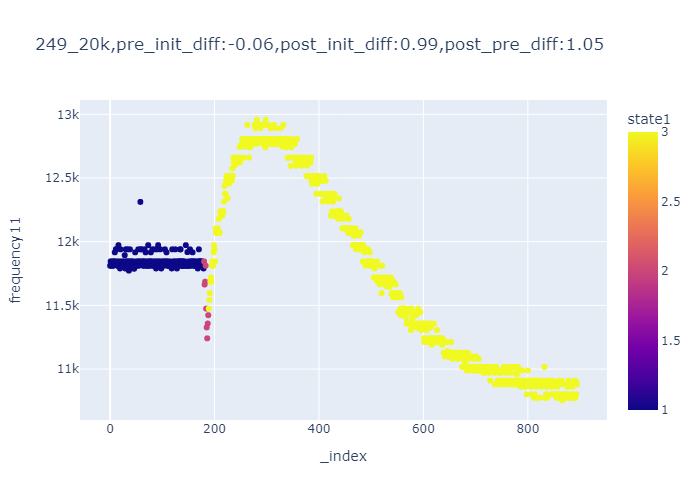 249_20k,pre_init_diff:-0.06,post_init_diff:0.99,post_pre_diff:1.05
state1
13k
12.5k
12k
11.5k
11k
frequency11
0
200
400
600
800
_index
3
2.5
2
1.5
1